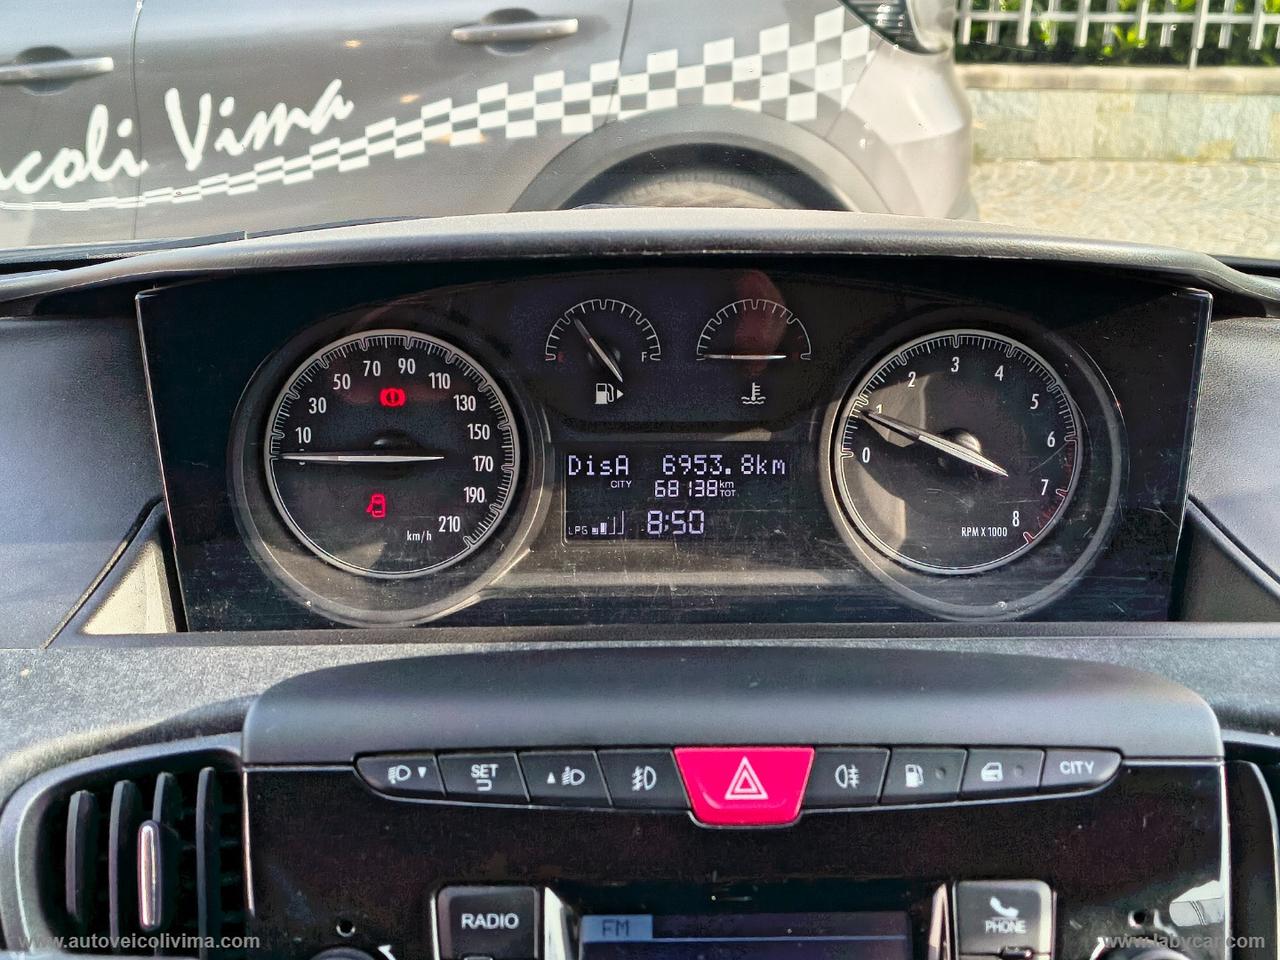 coli Vima
10
30
50
70
90
110
130
150
170
190
210
km/h
E
F
DisA 6953.8km
CITY
68138 km TOT
LPG
8:50
0
1
2
3
4
5
6
7
8
RPM X 1000
SET
CITY
RADIO
FM
PHONE
www.autoveicolivima.com
www.labycar.com